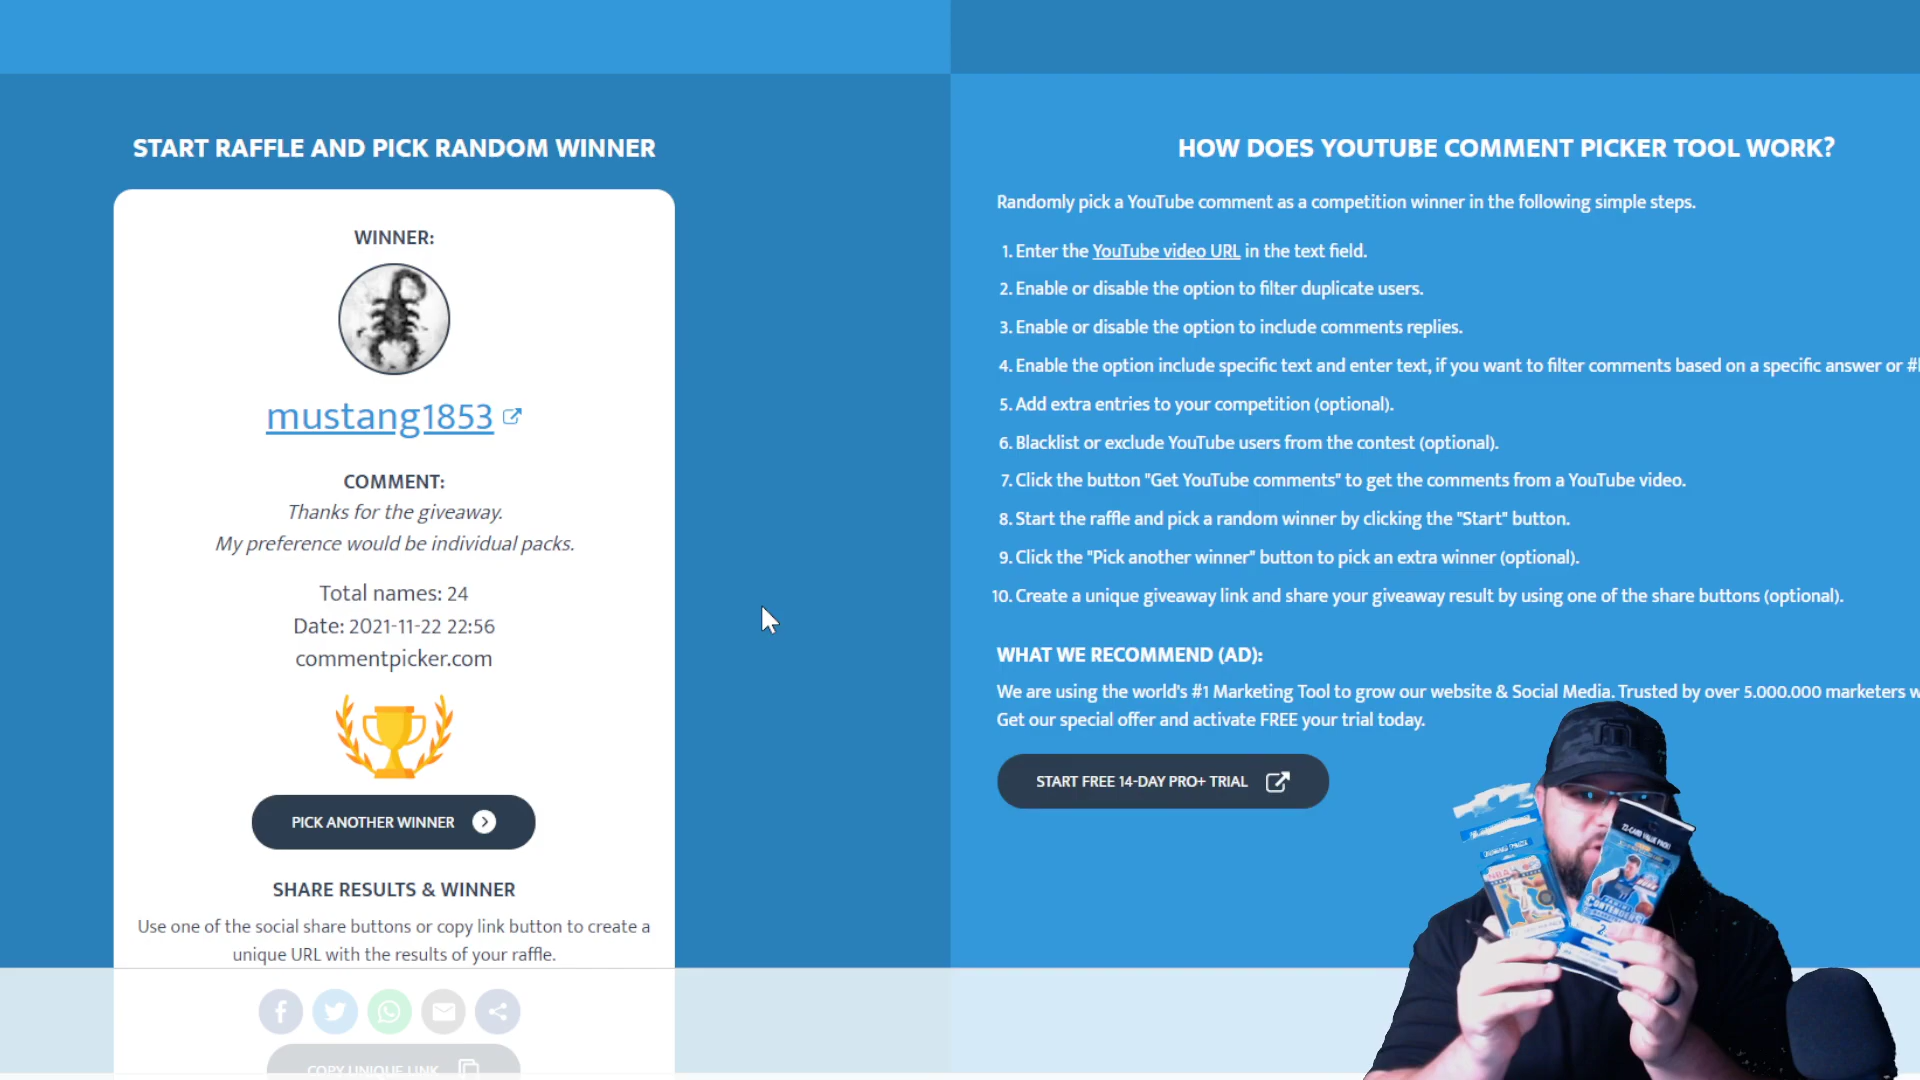 START RAFFLE AND PICK RANDOM WINNER
WINNER:
mustang1853
COMMENT:
Thanks for the giveaway.
My preference would be individual packs.
Total names: 24
Date: 2021-11-22 22:56
commentpicker.com
PICK ANOTHER WINNER
SHARE RESULTS & WINNER
Use one of the social share buttons or copy link button to create a
unique URL with the results of your raffle.
COPY UNIQUE LINK
HOW DOES YOUTUBE COMMENT PICKER TOOL WORK?
Randomly pick a YouTube comment as a competition winner in the following simple steps.
1. Enter the YouTube video URL in the text field.
2. Enable or disable the option to filter duplicate users.
3. Enable or disable the option to include comments replies.
4. Enable the option include specific text and enter text, if you want to filter comments based on a specific answer or #
5. Add extra entries to your competition (optional).
6. Blacklist or exclude YouTube users from the contest (optional).
7. Click the button "Get YouTube comments" to get the comments from a YouTube video.
8. Start the raffle and pick a random winner by clicking the "Start" button.
9. Click the "Pick another winner" button to pick an extra winner (optional).
10. Create a unique giveaway link and share your giveaway result by using one of the share buttons (optional).
WHAT WE RECOMMEND (AD):
We are using the world's #1 Marketing Tool to grow our website & Social Media. Trusted by over 5.000.000 marketers w
Get our special offer and activate FREE your trial today.
START FREE 14-DAY PRO+ TRIAL
22-CARD VALUE PACK!
CONTENDERS
NBA